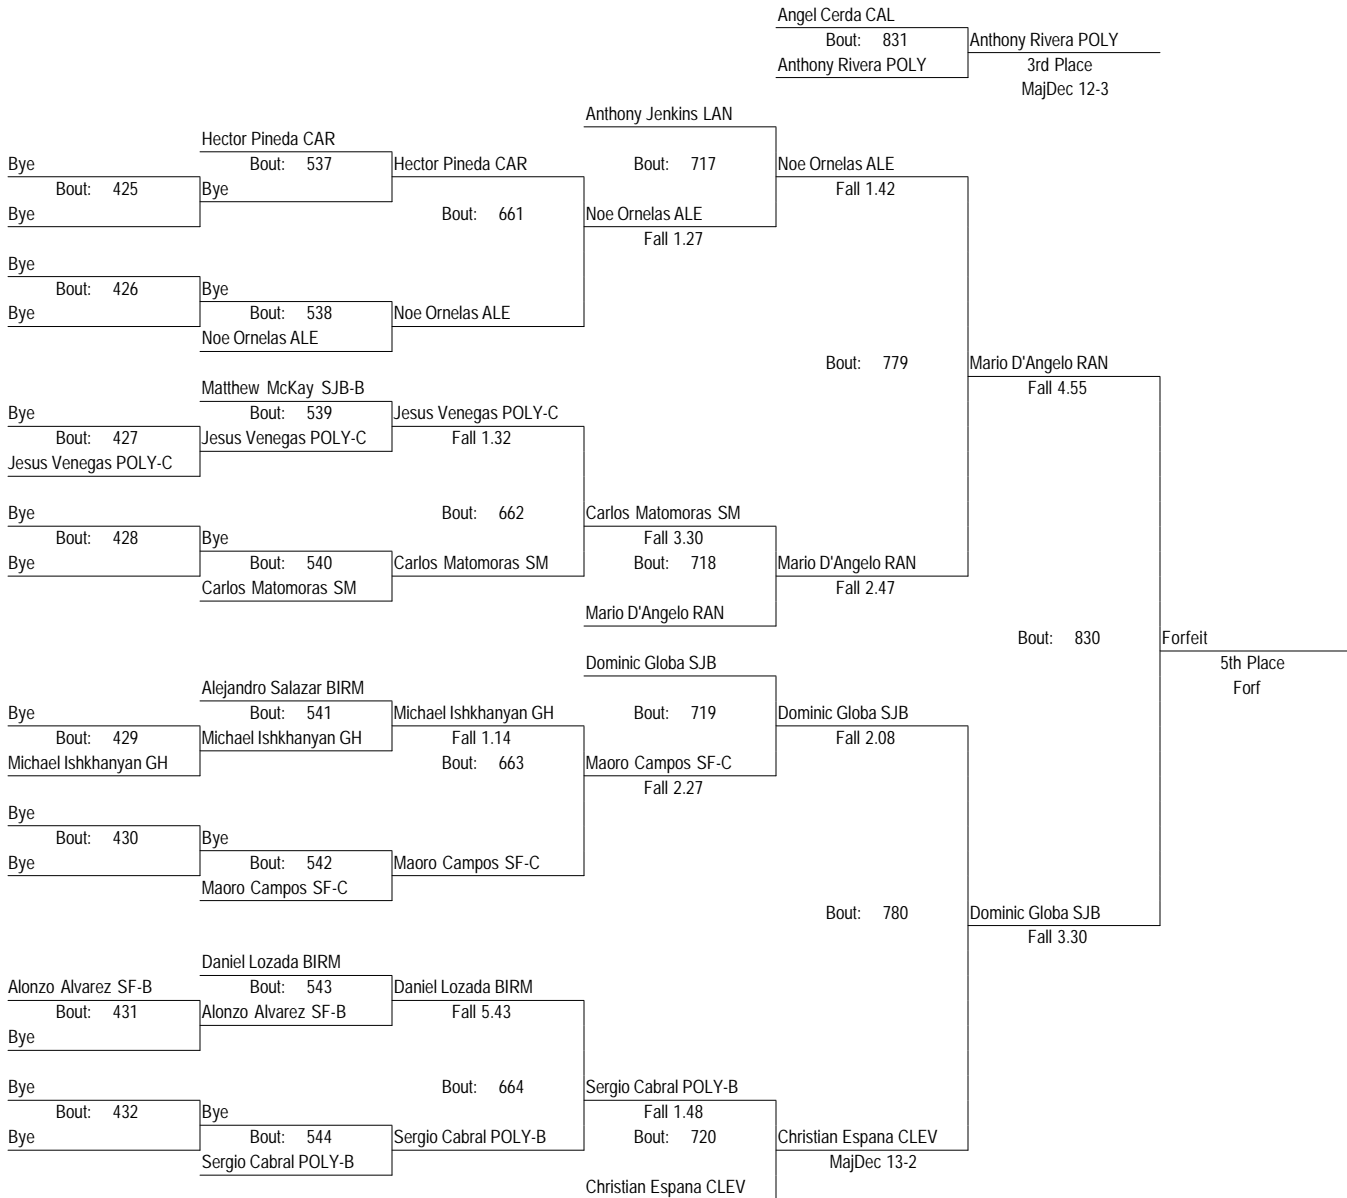 Angel Cerda CAL
Bout: 831 Anthony Rivera POLY
Anthony Rivera POLY 3rd Place
MajDec 12-3
Anthony Jenkins LAN
Hector Pineda CAR
Bye Bout: 537 Hector Pineda CAR Bout: 717 Noe Ornelas ALE
Bout: 425 Bye Fall 1.42
Bye Bout: 661 Noe Ornelas ALE
Fall 1.27
Bye
Bout: 426 Bye
Bye Bout: 538 Noe Ornelas ALE
Noe Ornelas ALE
Bout: 779 Mario D'Angelo RAN
Matthew McKay SJB-B Fall 4.55
Bye Bout: 539 Jesus Venegas POLY-C
Bout: 427 Jesus Venegas POLY-C Fall 1.32
Jesus Venegas POLY-C
Bye Bout: 662 Carlos Matomoras SM
Bout: 428 Bye Fall 3.30
Bye Bout: 540 Carlos Matomoras SM Bout: 718 Mario D'Angelo RAN
Carlos Matomoras SM Fall 2.47
Mario D'Angelo RAN
Bout: 830 Forfeit
Dominic Globa SJB 5th Place
Alejandro Salazar BIRM Forf
Bye Bout: 541 Michael Ishkhanyan GH Bout: 719 Dominic Globa SJB
Bout: 429 Michael Ishkhanyan GH Fall 1.14 Fall 2.08
Michael Ishkhanyan GH Bout: 663 Maoro Campos SF-C
Fall 2.27
Bye
Bout: 430 Bye
Bye Bout: 542 Maoro Campos SF-C
Maoro Campos SF-C
Bout: 780 Dominic Globa SJB
Fall 3.30
Daniel Lozada BIRM
Alonzo Alvarez SF-B Bout: 543 Daniel Lozada BIRM
Bout: 431 Alonzo Alvarez SF-B Fall 5.43
Bye
Bye Bout: 664 Sergio Cabral POLY-B
Bout: 432 Bye Fall 1.48
Bye Bout: 544 Sergio Cabral POLY-B Bout: 720 Christian Espana CLEV
Sergio Cabral POLY-B MajDec 13-2
Christian Espana CLEV